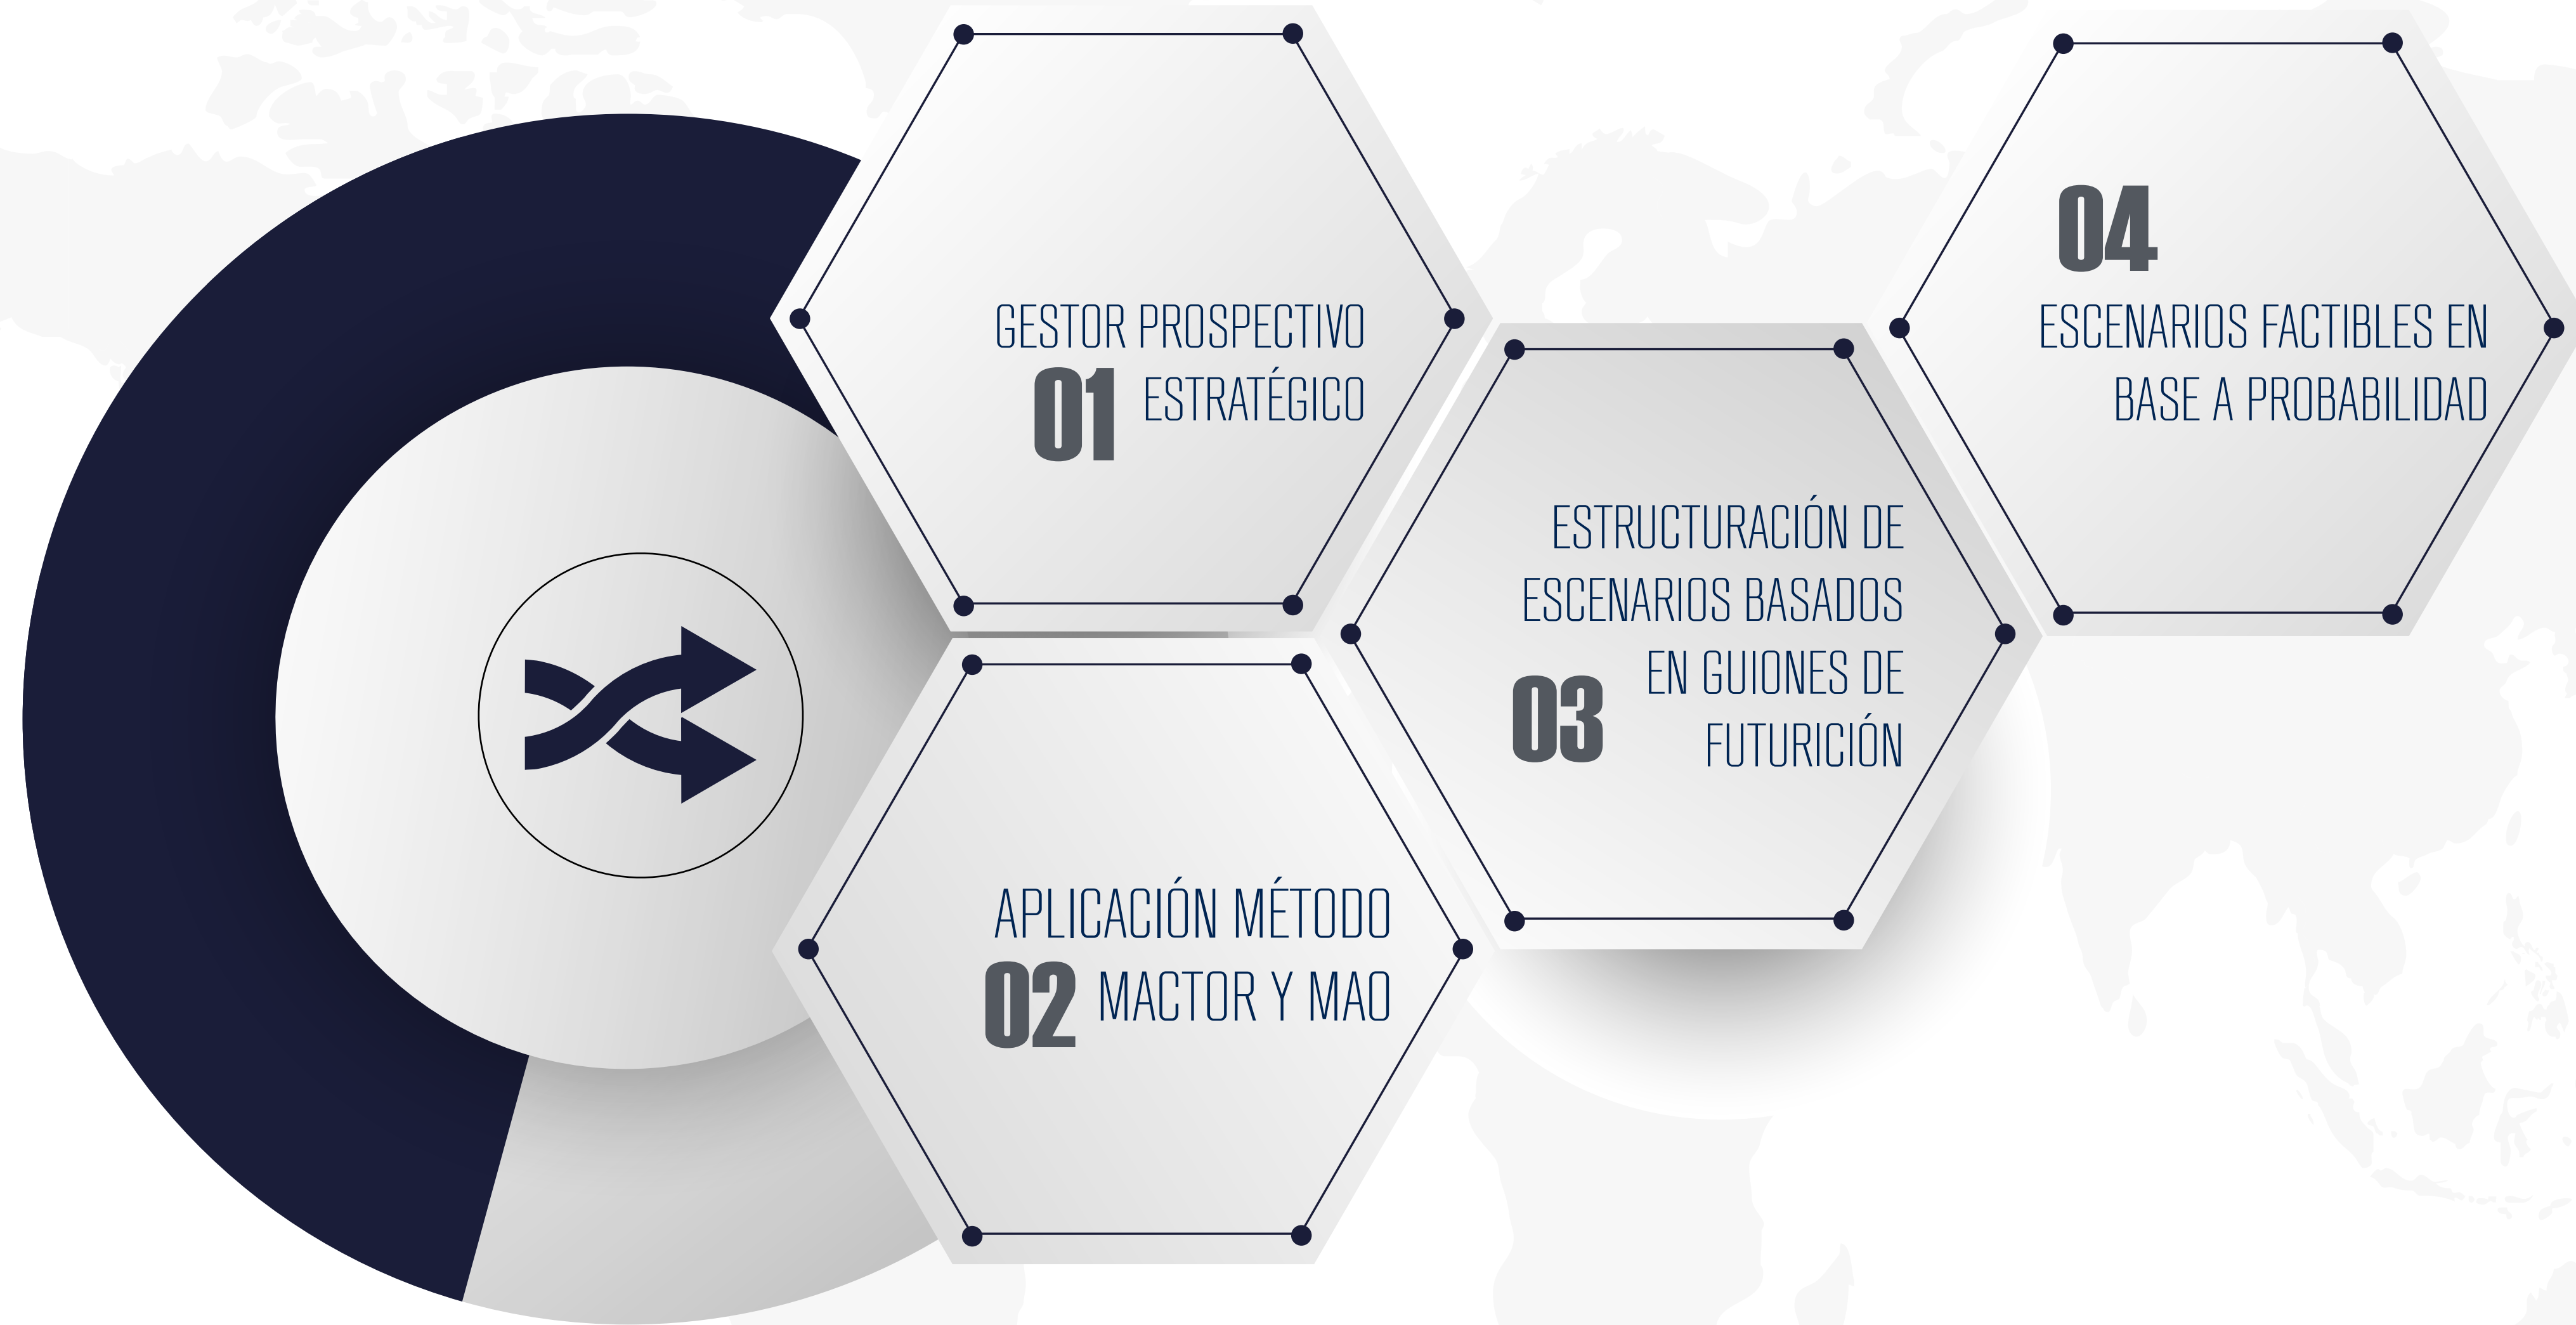 GESTOR PROSPECTIVO
01 ESTRATÉGICO
APLICACIÓN MÉTODO
02 MACTOR Y MAO
ESTRUCTURACIÓN DE
ESCENARIOS BASADOS
EN GUIONES DE
03
FUTURICIÓN
04
ESCENARIOS FACTIBLES EN
BASE A PROBABILIDAD